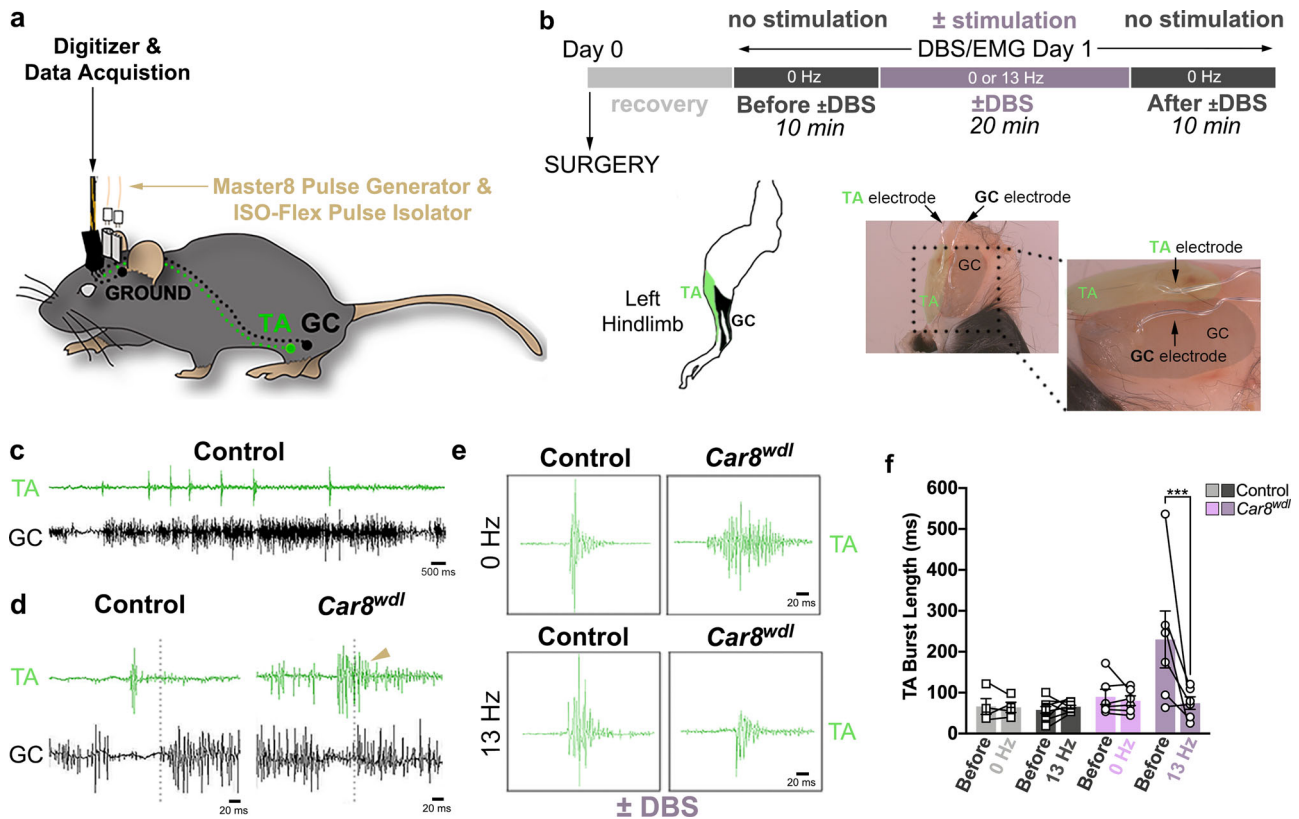 a
Digitizer &
Data Acquistion
Master8 Pulse Generator &
ISO-Flex Pulse Isolator
GROUND
TA
GC
b
no stimulation
± stimulation
no stimulation
Day 0
DBS/EMG Day 1
0 Hz
0 or 13 Hz
0 Hz
recovery
Before ±DBS
±DBS
After ±DBS
10 min
20 min
10 min
SURGERY
Left
Hindlimb
TA
GC
TA electrode
GC electrode
GC
TA
TA electrode
TA
GC
GC electrode
c
Control
TA
GC
500 ms
d
Control
Car8wdl
TA
GC
20 ms
20 ms
e
Control
Car8wdl
0 Hz
TA
20 ms
Control
Car8wdl
13 Hz
TA
20 ms
± DBS
f
Control
Car8wdl
***
TA Burst Length (ms)
600
500
400
300
200
100
0
Before
0 Hz
Before
13 Hz
Before
0 Hz
Before
13 Hz